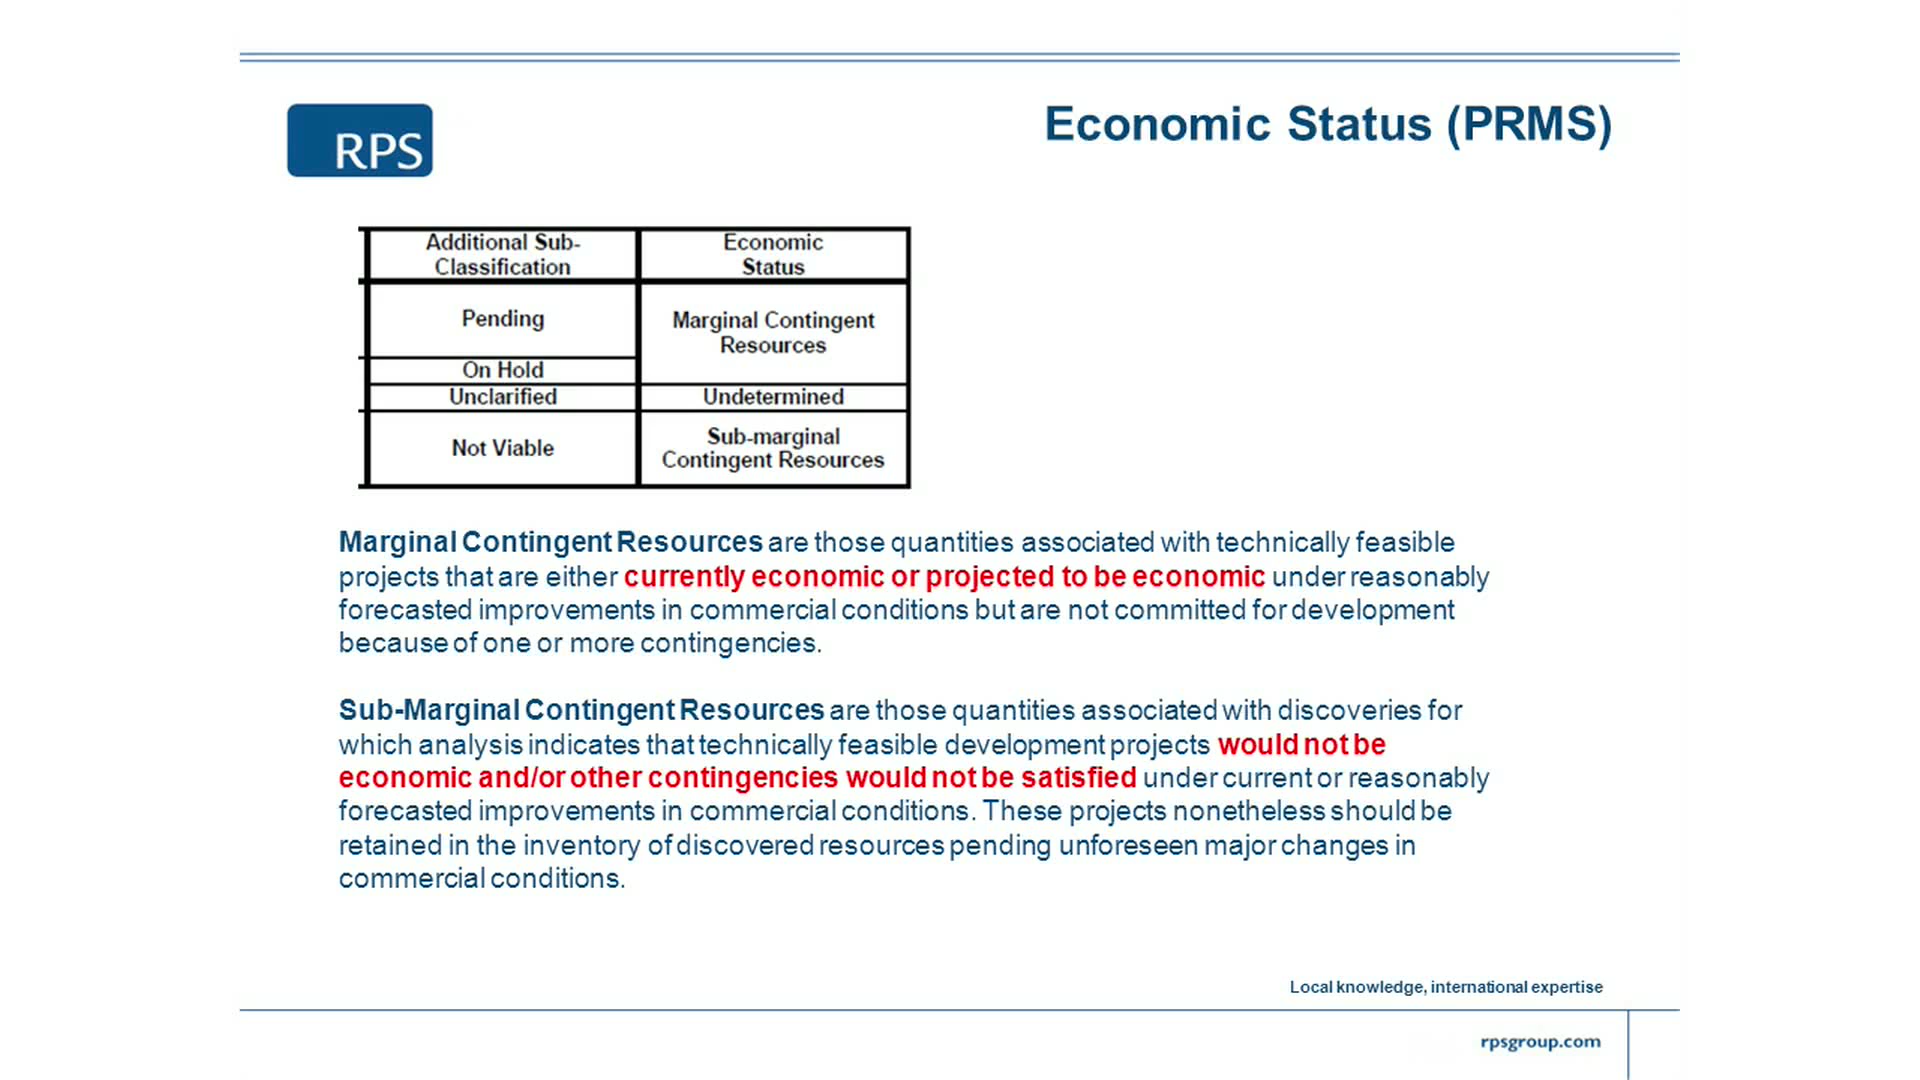 RPS
Economic Status (PRMS)
Additional Sub-
Classification
Economic
Status
Pending
Marginal Contingent
Resources
On Hold
Unclarified
Undetermined
Not Viable
Sub-marginal
Contingent Resources
Marginal Contingent Resources are those quantities associated with technically feasible
projects that are either currently economic or projected to be economic under reasonably
forecasted improvements in commercial conditions but are not committed for development
because of one or more contingencies.
Sub-Marginal Contingent Resources are those quantities associated with discoveries for
which analysis indicates that technically feasible development projects would not be
economic and/or other contingencies would not be satisfied under current or reasonably
forecasted improvements in commercial conditions. These projects nonetheless should be
retained in the inventory of discovered resources pending unforeseen major changes in
commercial conditions.
Local knowledge, international expertise
rpsgroup.com